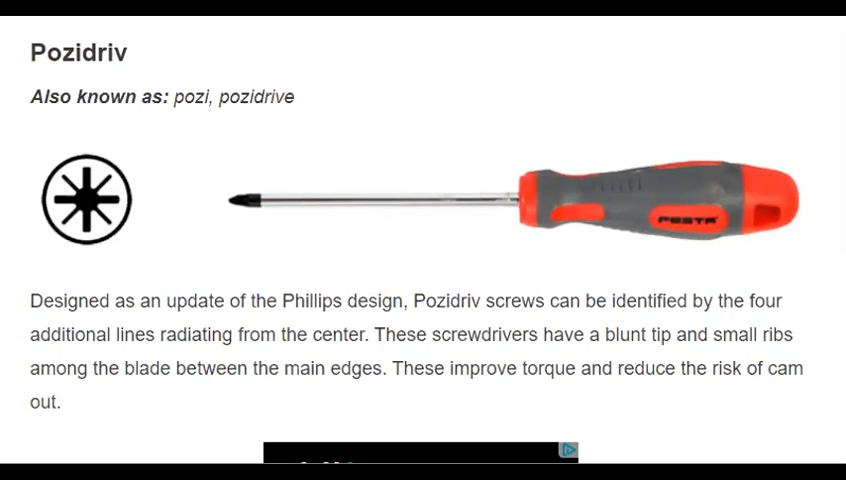 Pozidriv
Also known as: pozi, pozidrive
FESTA
Designed as an update of the Phillips design, Pozidriv screws can be identified by the four
additional lines radiating from the center. These screwdrivers have a blunt tip and small ribs
among the blade between the main edges. These improve torque and reduce the risk of cam
out.